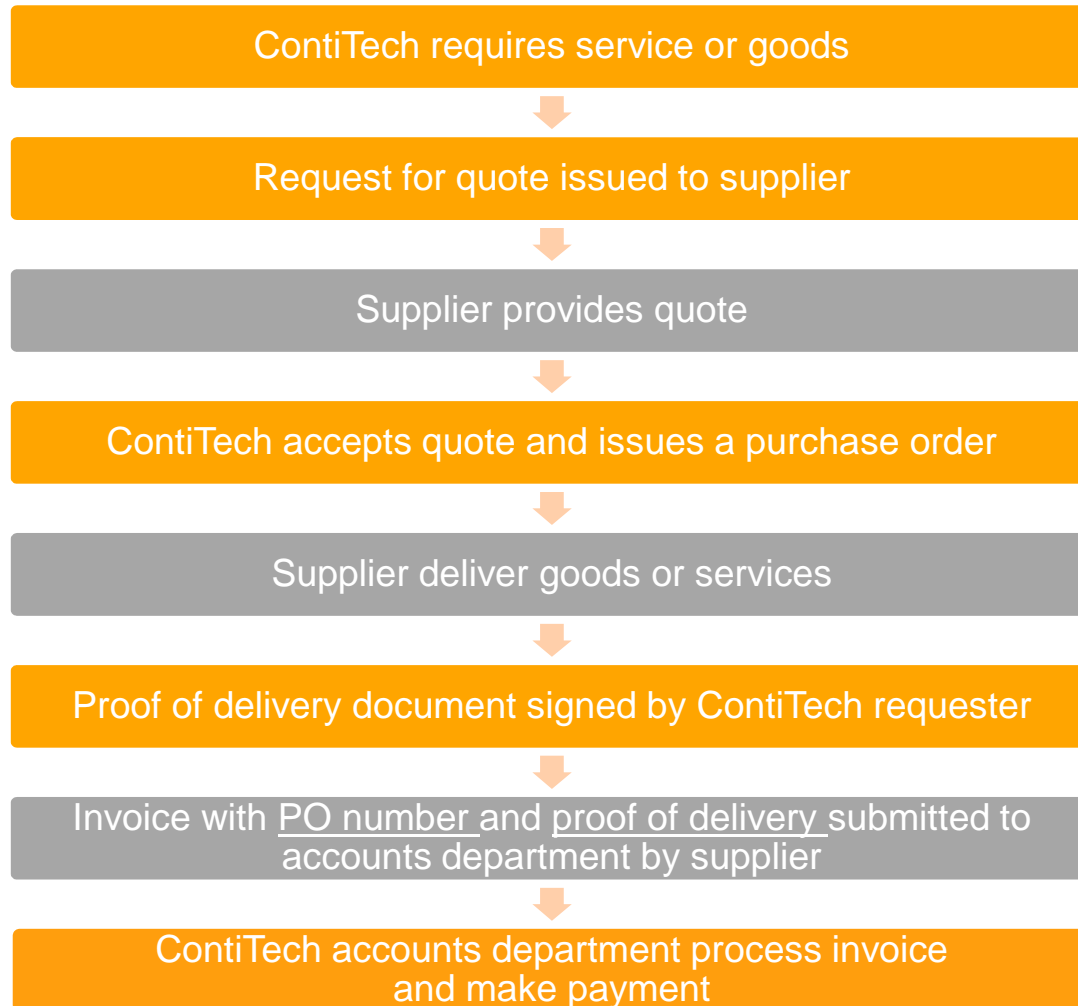 ContiTech requires service or goods
Request for quote issued to supplier
Supplier provides quote
ContiTech accepts quote and issues a purchase order
Supplier deliver goods or services
Proof of delivery document signed by ContiTech requester
Invoice with PO number and proof of delivery submitted to
accounts department by supplier
ContiTech accounts department process invoice
and make payment